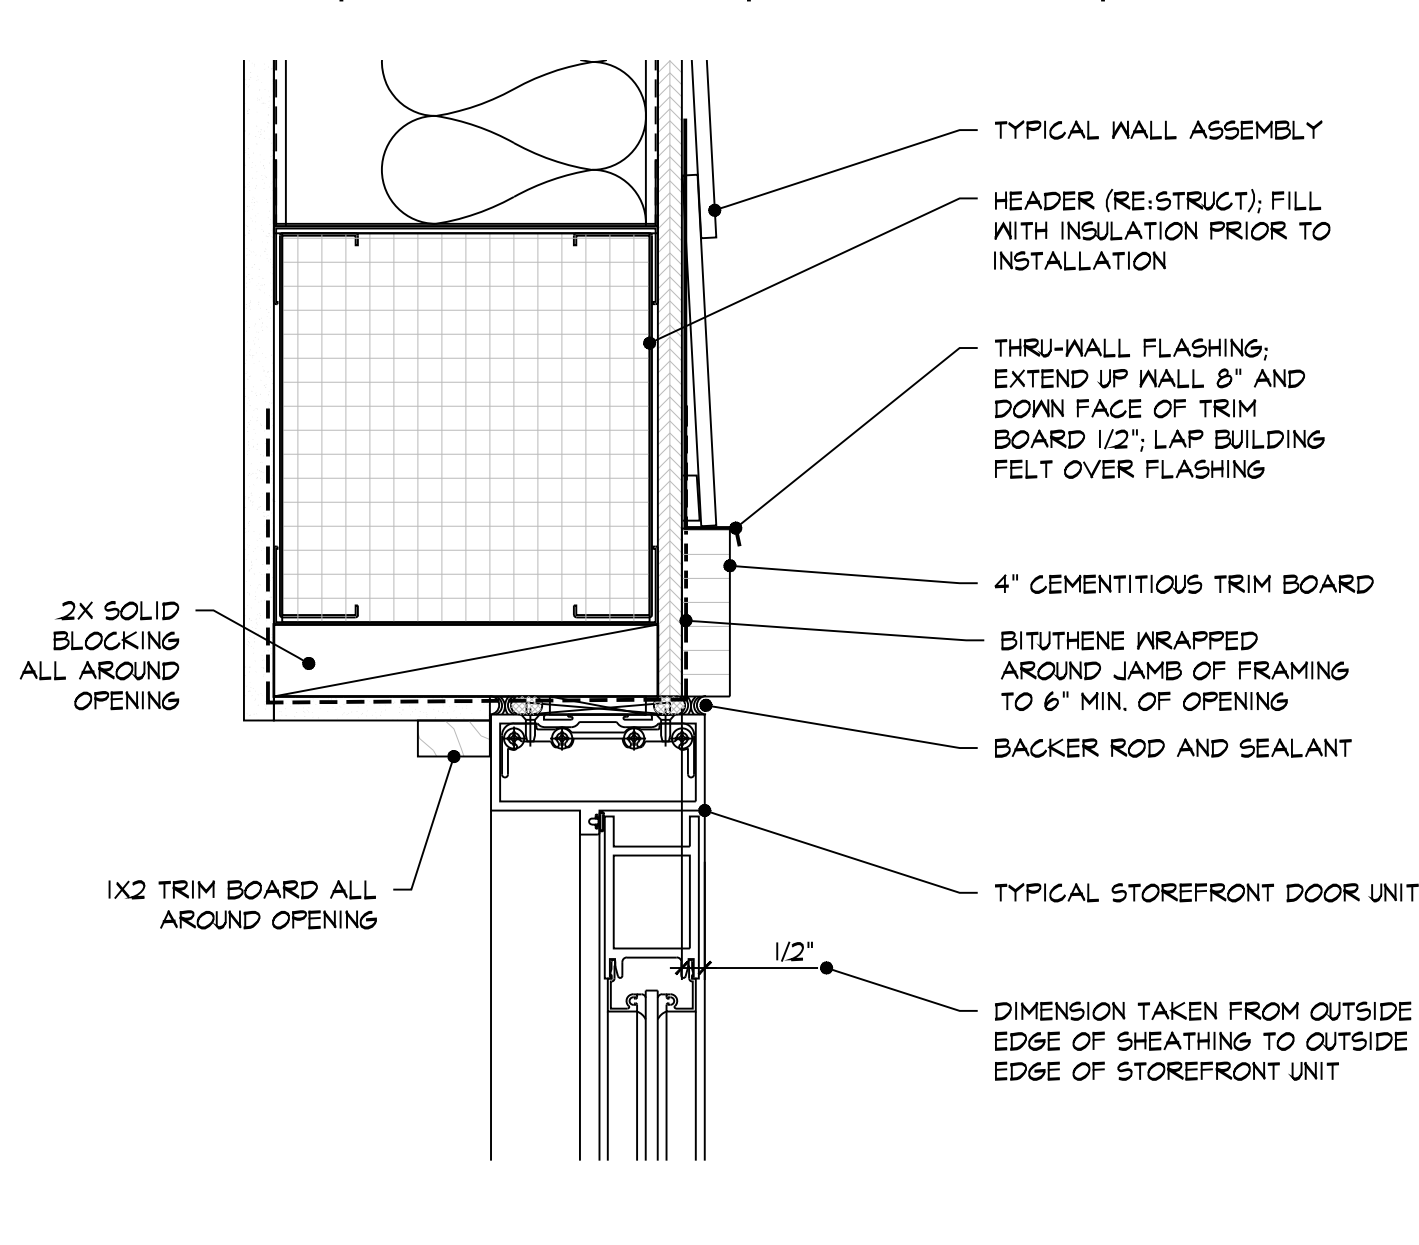 TYPICAL WALL ASSEMBLY
HEADER (RE:STRUCT); FILL
WITH INSULATION PRIOR TO
INSTALLATION
THRU-WALL FLASHING;
EXTEND UP WALL 8" AND
DOWN FACE OF TRIM
BOARD 1/2"; LAP BUILDING
FELT OVER FLASHING
4" CEMENTITIOUS TRIM BOARD
2X SOLID
BLOCKING
ALL AROUND
OPENING
BITUTHENE WRAPPED
AROUND JAMB OF FRAMING
TO 6" MIN. OF OPENING
BACKER ROD AND SEALANT
1X2 TRIM BOARD ALL
AROUND OPENING
TYPICAL STOREFRONT DOOR UNIT
1/2"
DIMENSION TAKEN FROM OUTSIDE
EDGE OF SHEATHING TO OUTSIDE
EDGE OF STOREFRONT UNIT